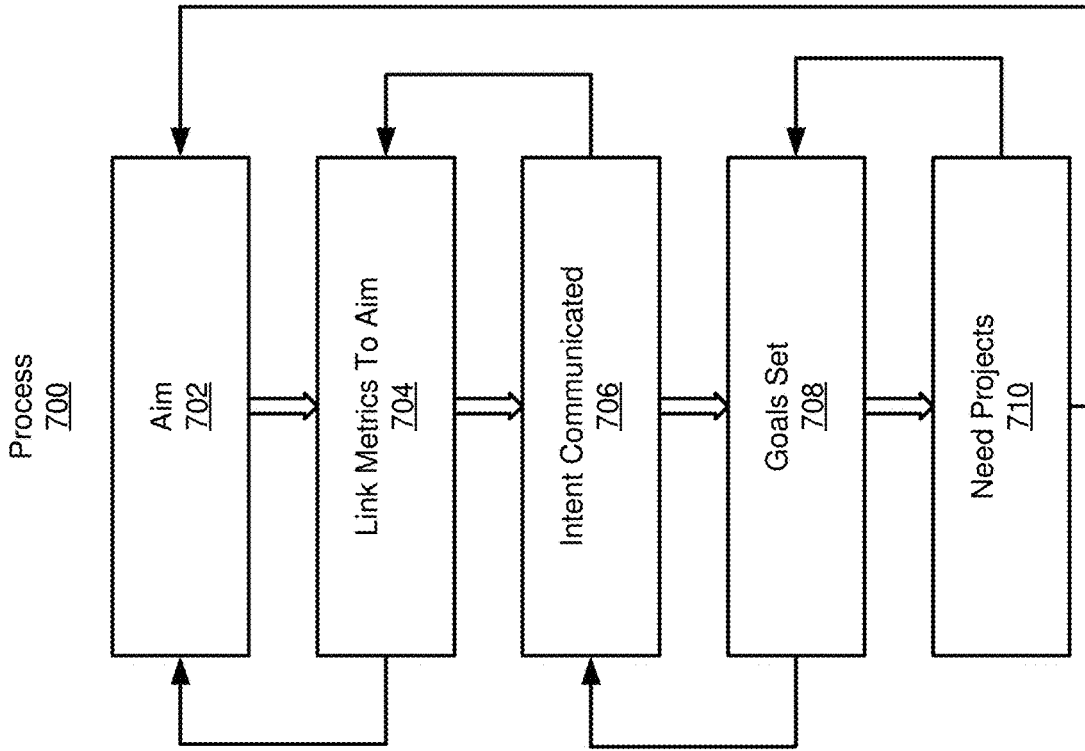 Process
700
Aim
702
Link Metrics To Aim
704
Intent Communicated
706
Goals Set
708
Need Projects
710